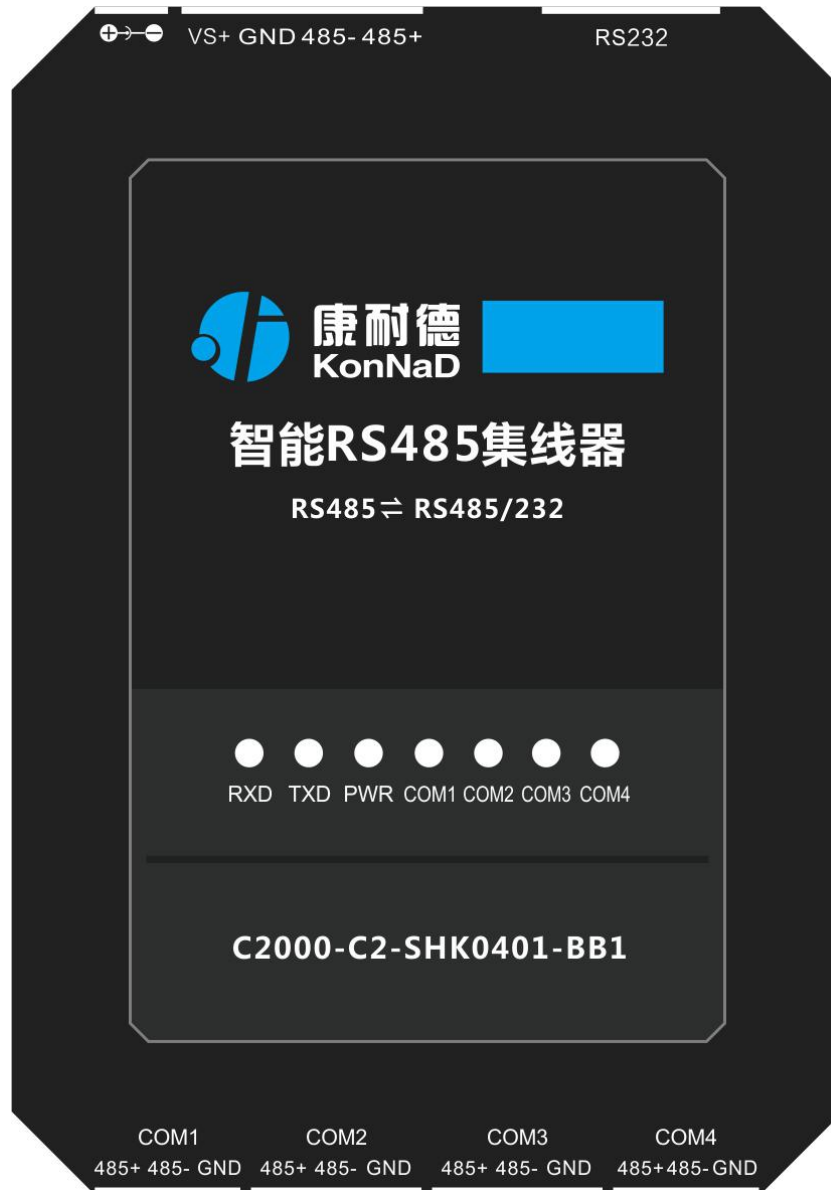 VS+ GND 485- 485+ RS232
康耐德
KonNaD
智能RS485集线器
RS485⇌ RS485/232
RXD TXD PWR COM1 COM2 COM3 COM4
C2000-C2-SHK0401-BB1
COM1 COM2 COM3 COM4
485+ 485- GND 485+ 485- GND 485+ 485- GND 485+485-GND